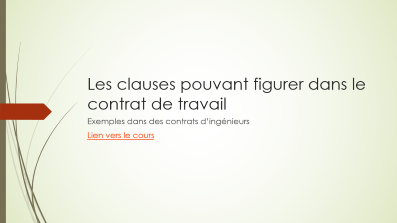 Les clauses pouvant figurer dans le
contrat de travail
Exemples dans des contrats d'ingénieurs
Lien vers le cours